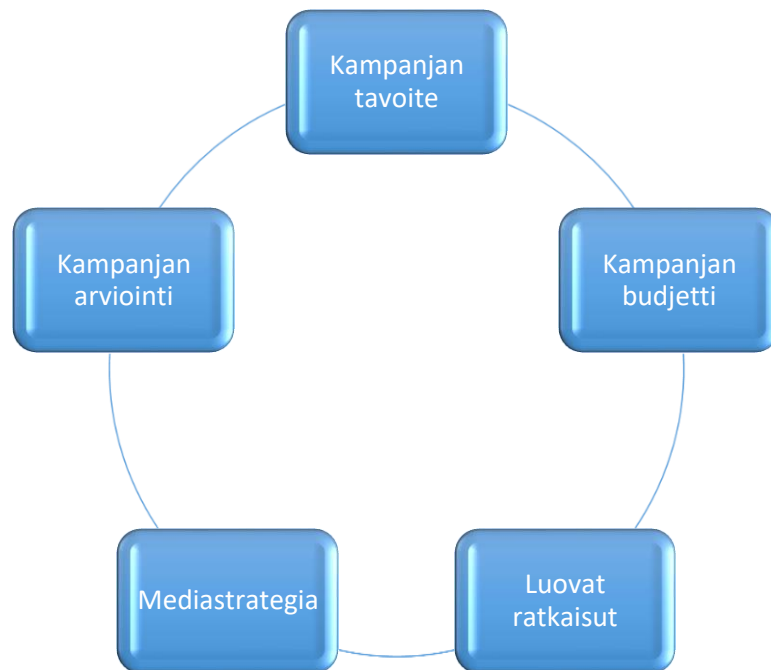 Kampanjan
tavoite
Kampanjan
budjetti
Luovat
ratkaisut
Mediastrategia
Kampanjan
arviointi